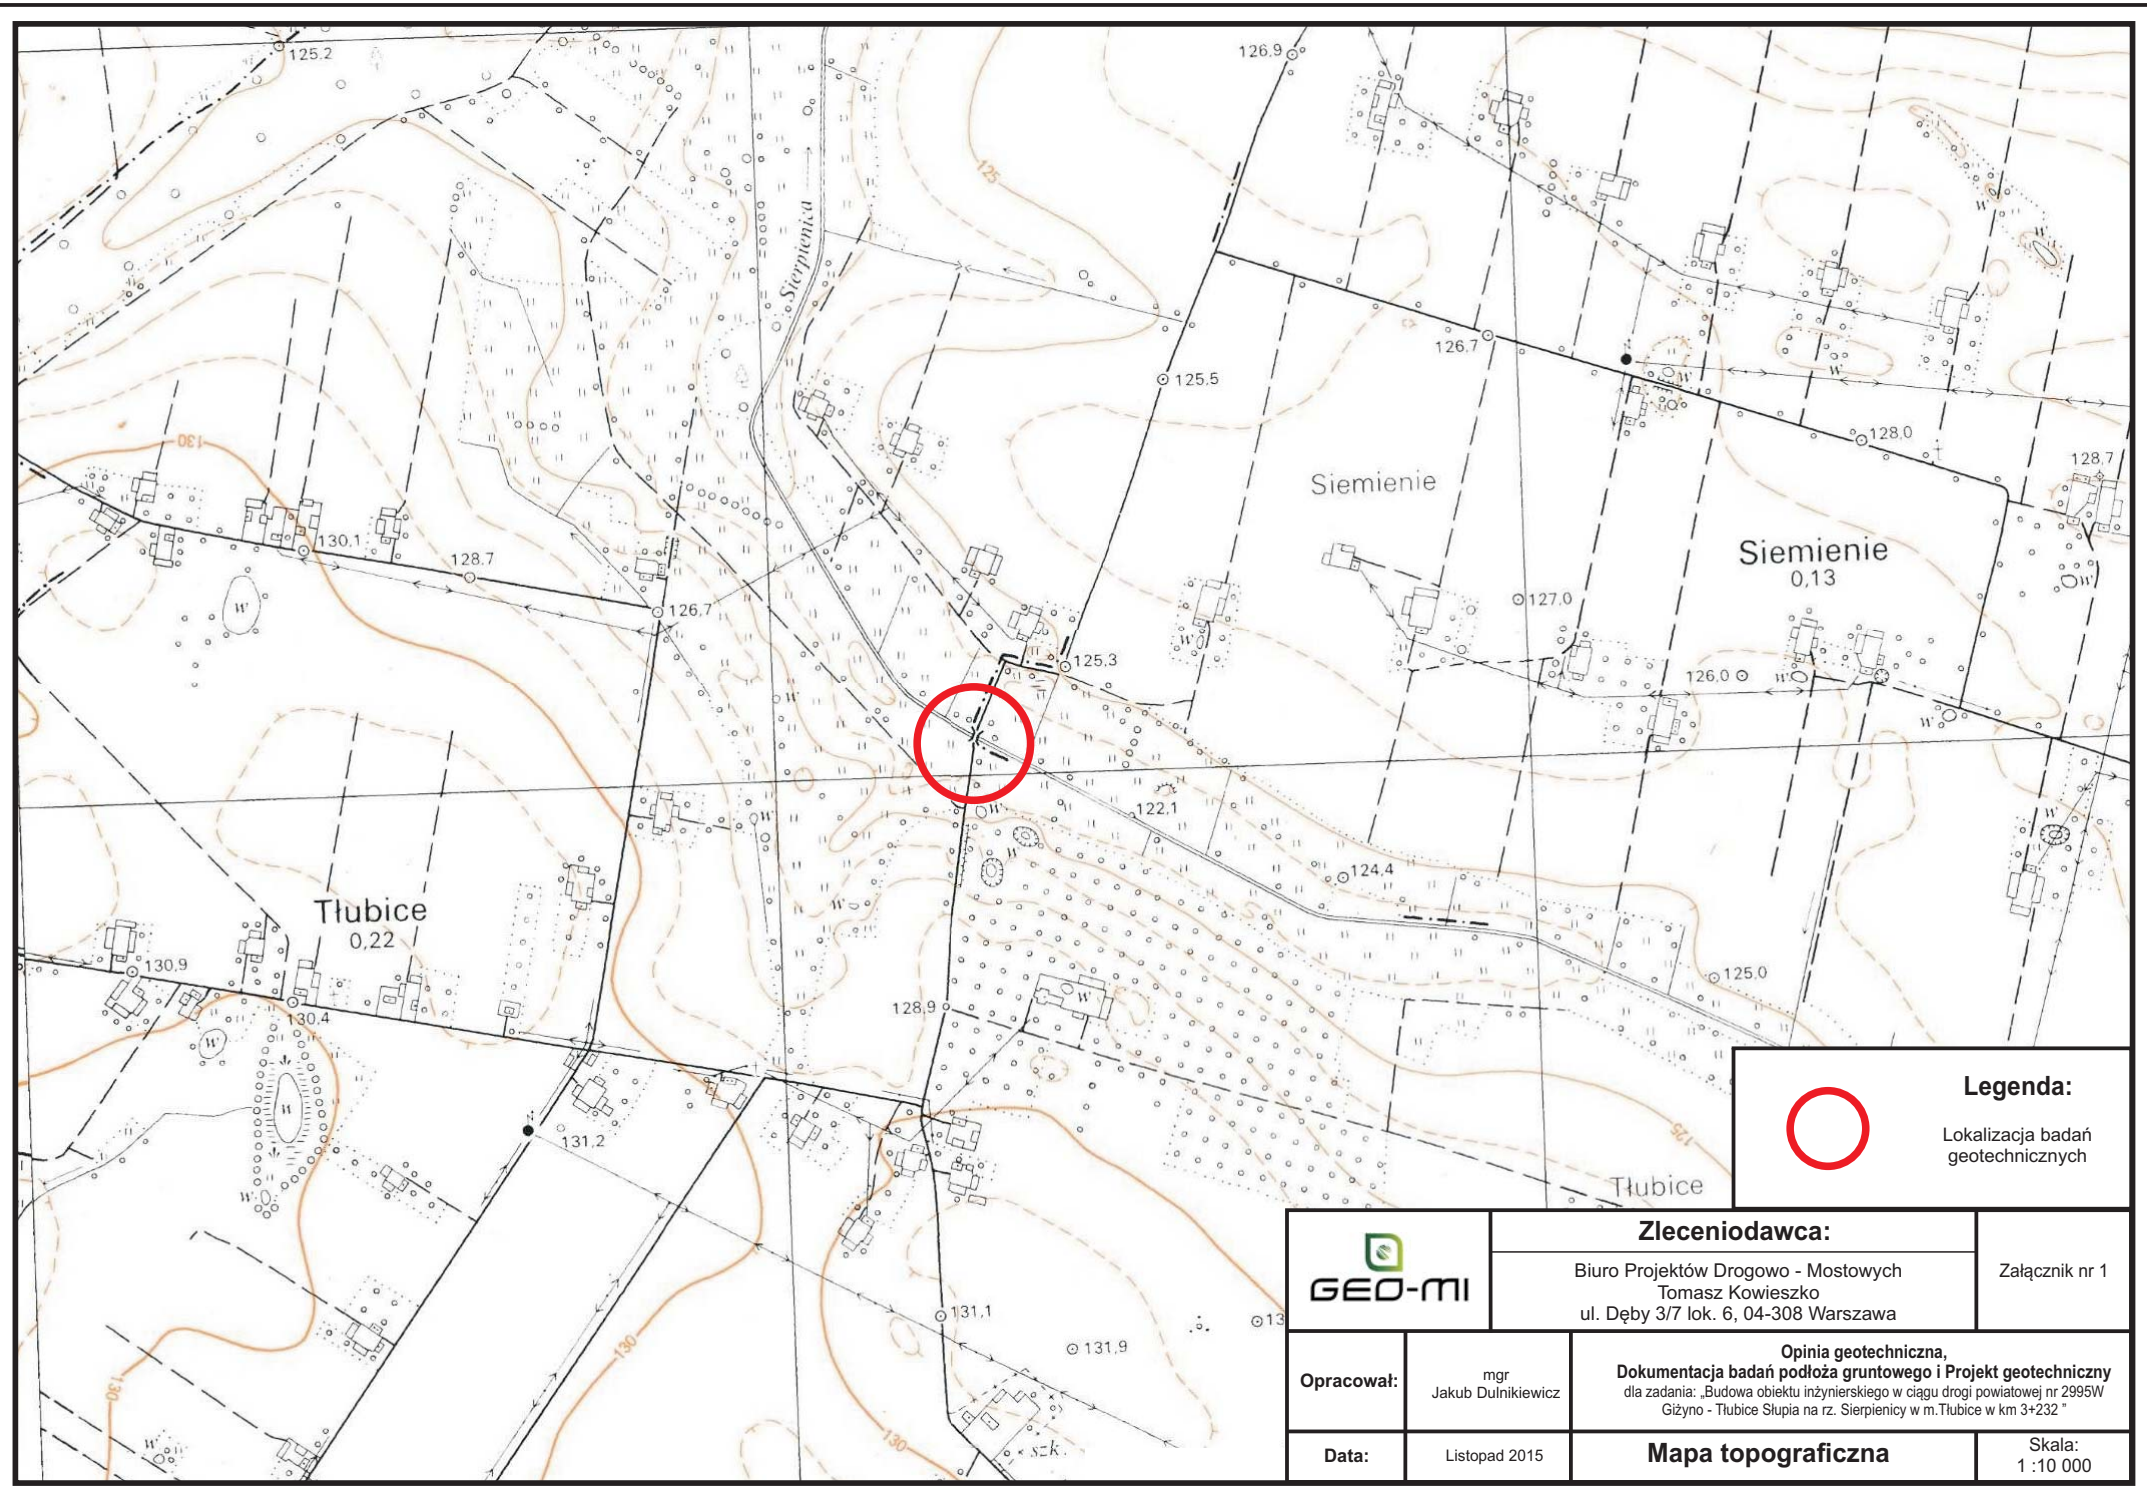 125,2
126,9
125
Sierpienica
W
W
126,7
125,5
W
W
128,0
128,7
130
Siemienie
Siemienie
0,13
130,1
128.7
126,7
W
127,0
W
W
125,3
126,0
W
W
W
W
122,1
W
W
W
W
124,4
Tłubice
0,22
W
130,9
125,0
130,4
128,9
W
W
W
131,2
125
W
Tłubice
131,1
131,9
13
130
130
130
szk.
W
Legenda:
Lokalizacja badań
geotechnicznych
GEO-MI
Zleceniodawca:
Biuro Projektów Drogowo - Mostowych
Tomasz Kowieszko
ul. Dęby 3/7 lok. 6, 04-308 Warszawa
Załącznik nr 1
Opracował:
mgr
Jakub Dulnikiewicz
Opinia geotechniczna,
Dokumentacja badań podłoża gruntowego i Projekt geotechniczny
dla zadania: „Budowa obiektu inżynierskiego w ciągu drogi powiatowej nr 2995W
Giżyno - Tłubice Słupia na rz. Sierpienicy w m.Tłubice w km 3+232 ”
Data:
Listopad 2015
Mapa topograficzna
Skala:
1 :10 000